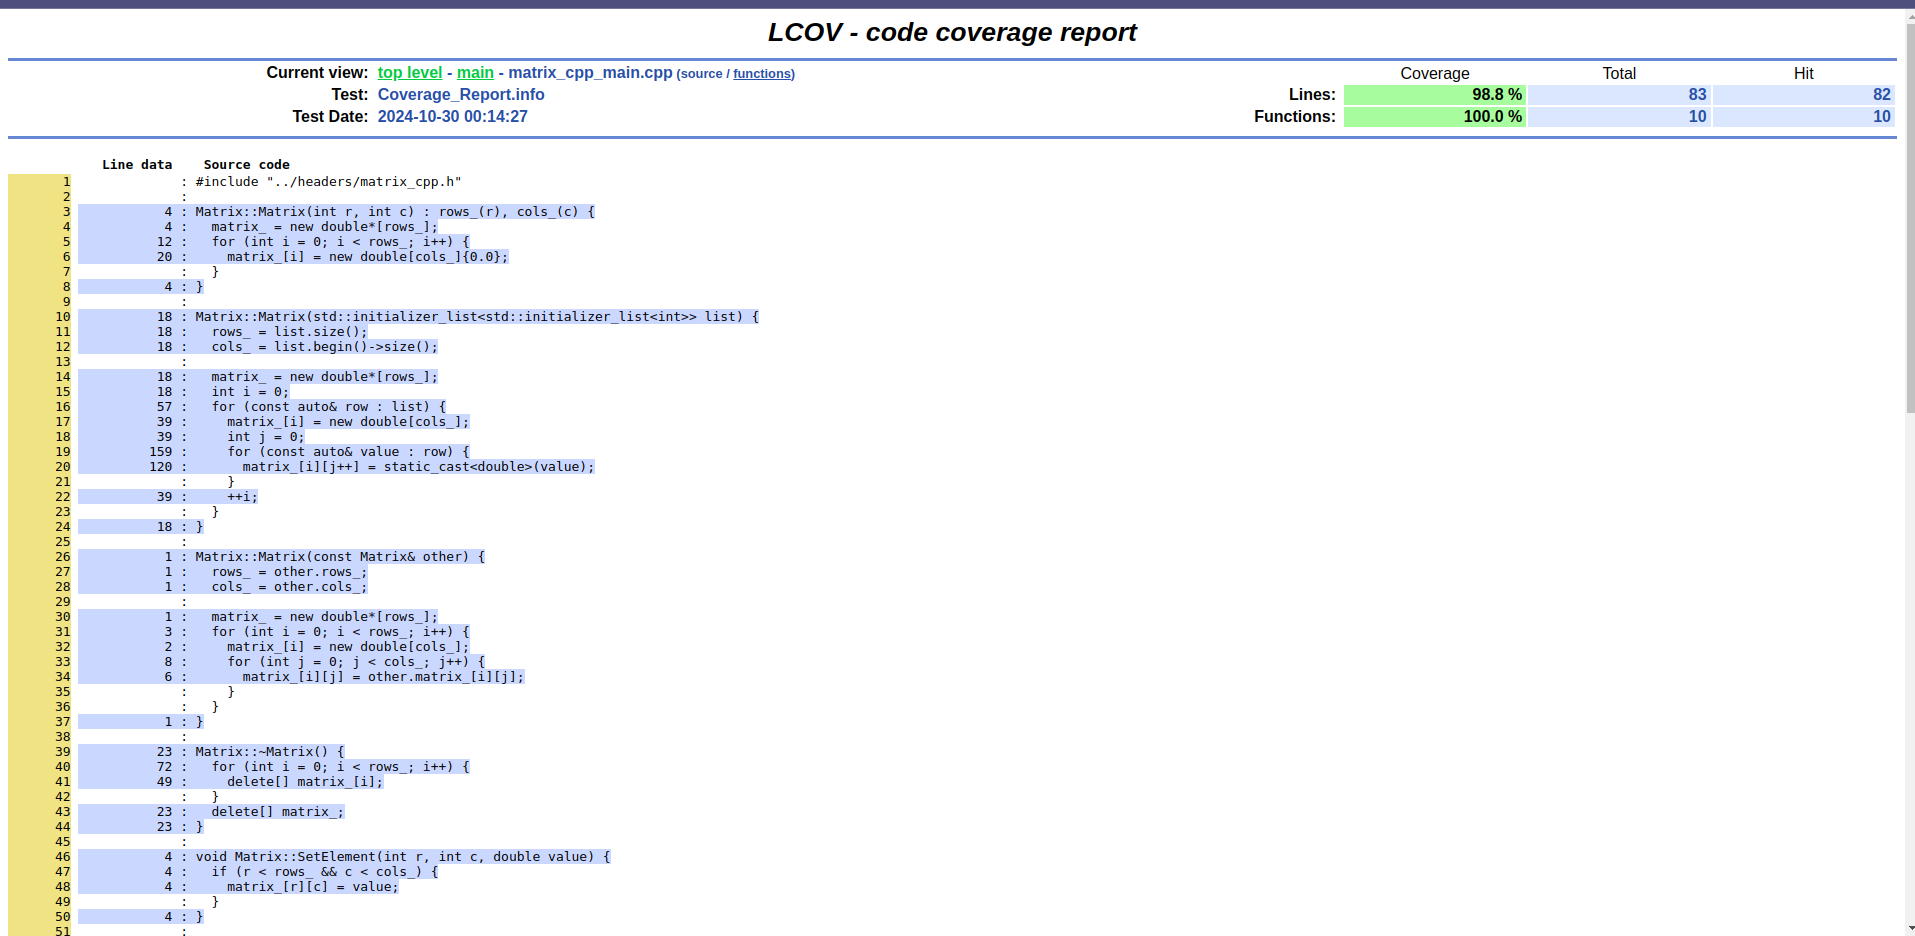 LCOV - code coverage report
Current view: top level - main - matrix_cpp_main.cpp (source / functions) Coverage Total Hit
Test: Coverage_Report.info Lines: 98.8 % 83 82
Test Date: 2024-10-30 00:14:27 Functions: 100.0 % 10 10
Line data Source code
1 : #include "../headers/matrix_cpp.h"
2 :
3 4 : Matrix::Matrix(int r, int c) : rows_(r), cols_(c) {
4 4 : matrix_ = new double*[rows_];
5 12 : for (int i = 0; i < rows_; i++) {
6 20 : matrix_[i] = new double[cols_]{0.0};
7 : }
8 4 : }
9 :
10 18 : Matrix::Matrix(std::initializer_list<std::initializer_list<int>> list) {
11 18 : rows_ = list.size();
12 18 : cols_ = list.begin()->size();
13 :
14 18 : matrix_ = new double*[rows_];
15 18 : int i = 0;
16 57 : for (const auto& row : list) {
17 39 : matrix_[i] = new double[cols_];
18 39 : int j = 0;
19 159 : for (const auto& value : row) {
20 120 : matrix_[i][j++] = static_cast<double>(value);
21 : }
22 39 : ++i;
23 : }
24 18 : }
25 :
26 1 : Matrix::Matrix(const Matrix& other) {
27 1 : rows_ = other.rows_;
28 1 : cols_ = other.cols_;
29 :
30 1 : matrix_ = new double*[rows_];
31 3 : for (int i = 0; i < rows_; i++) {
32 2 : matrix_[i] = new double[cols_];
33 8 : for (int j = 0; j < cols_; j++) {
34 6 : matrix_[i][j] = other.matrix_[i][j];
35 : }
36 : }
37 1 : }
38 :
39 23 : Matrix::~Matrix() {
40 72 : for (int i = 0; i < rows_; i++) {
41 49 : delete[] matrix_[i];
42 : }
43 23 : delete[] matrix_;
44 23 : }
45 :
46 4 : void Matrix::SetElement(int r, int c, double value) {
47 4 : if (r < rows_ && c < cols_) {
48 4 : matrix_[r][c] = value;
49 : }
50 4 : }
51 :